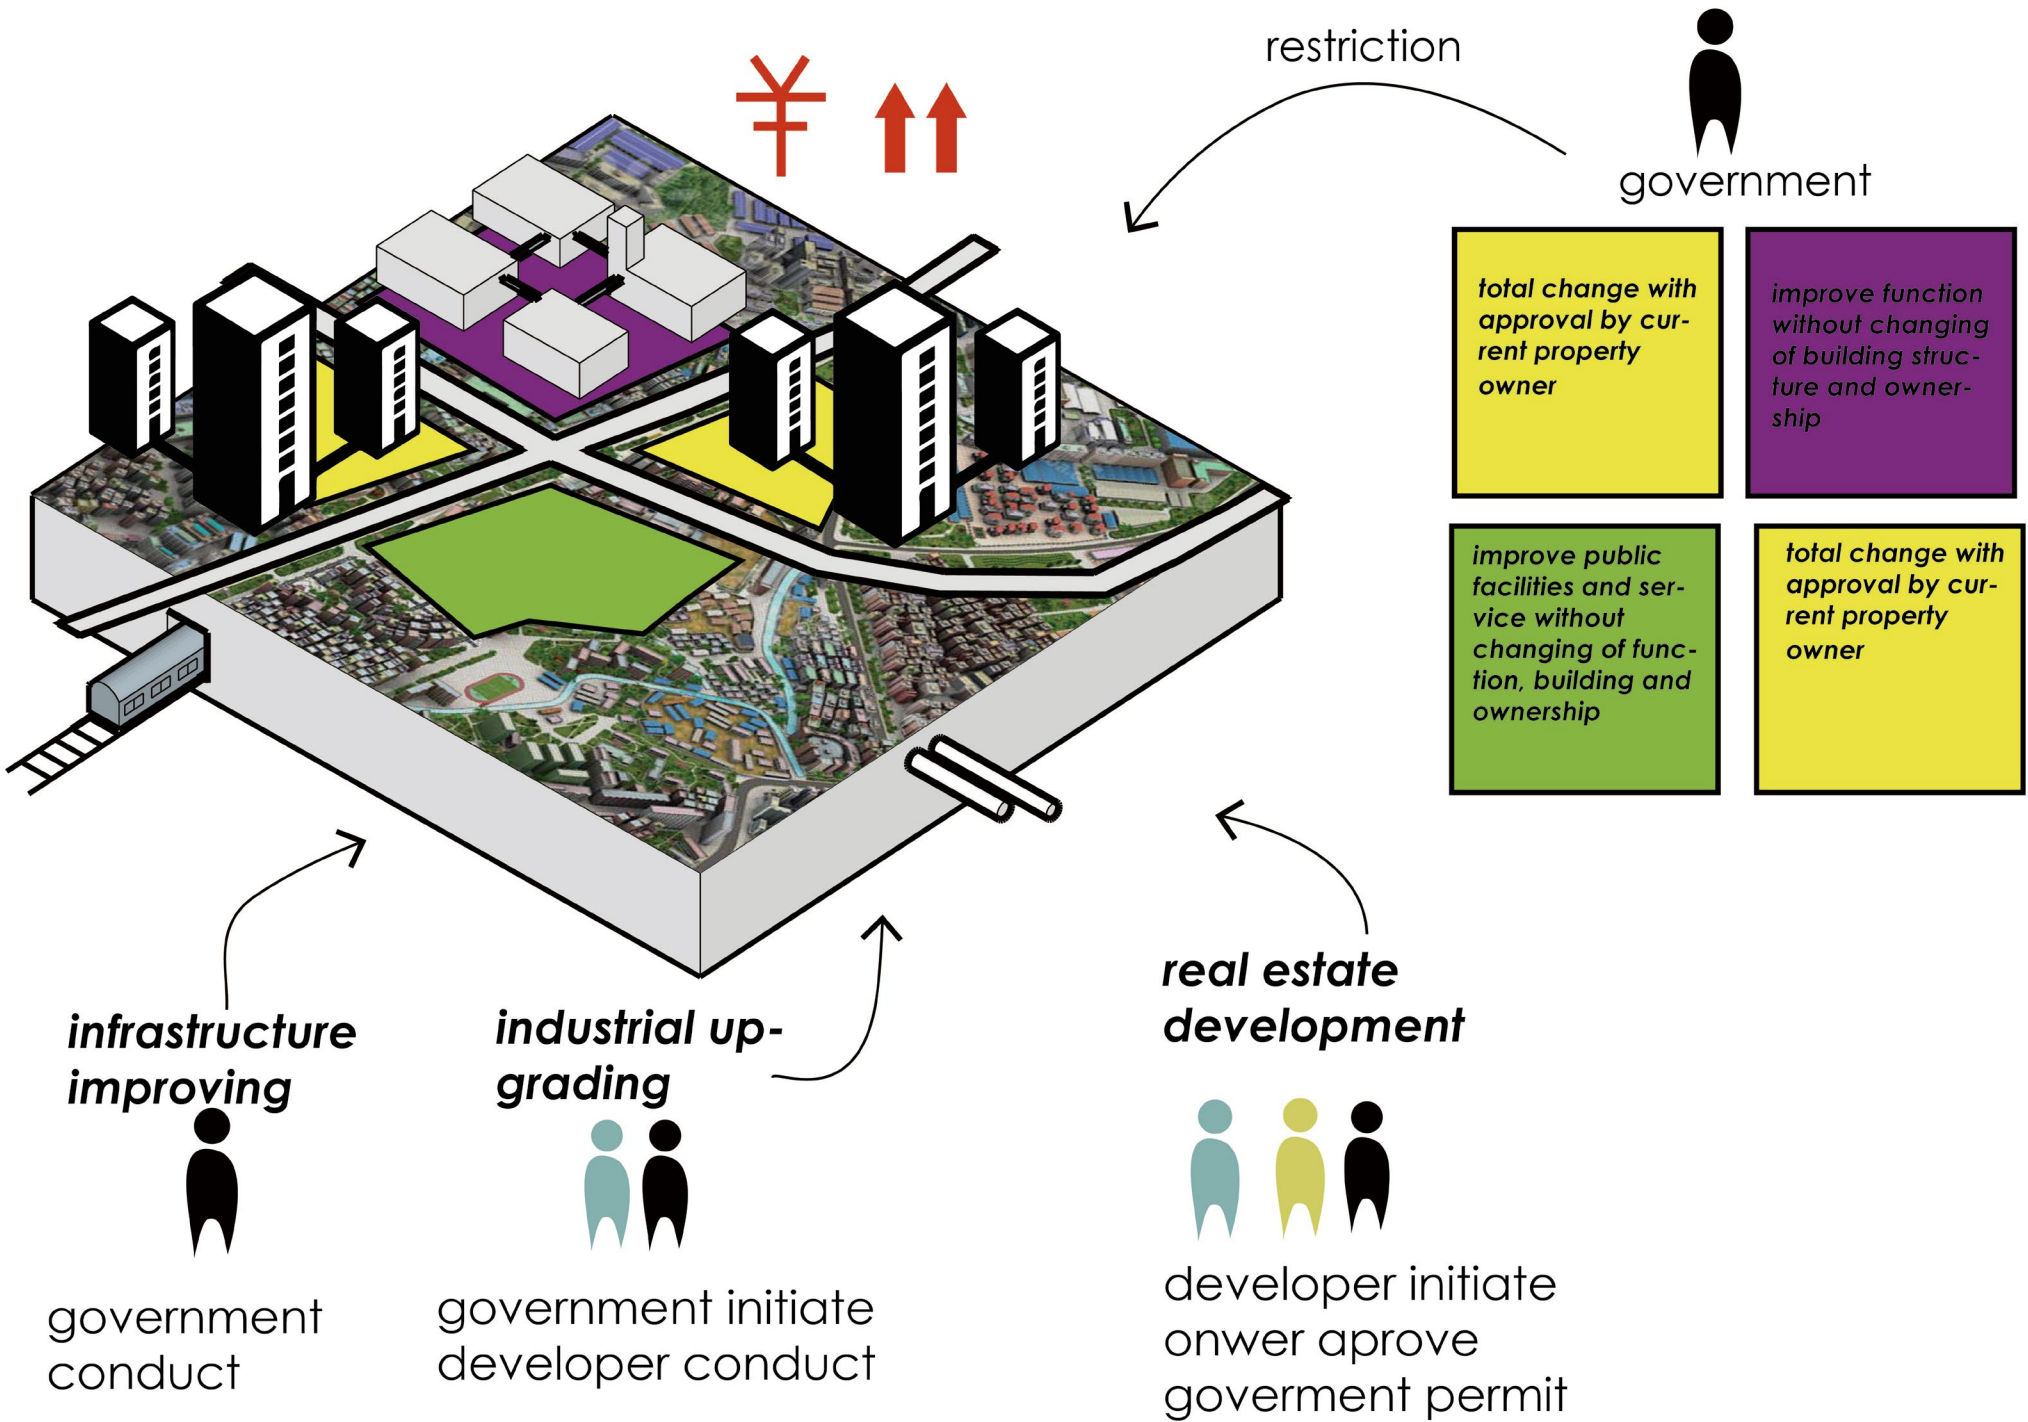 ¥
restriction
government
total change with
approval by cur-
rent property
owner
improve function
without changing
of building struc-
ture and owner-
ship
improve public
facilities and ser-
vice without
changing of func-
tion, building and
ownership
total change with
approval by cur-
rent property
owner
infrastructure
improving
government
conduct
industrial up-
grading
government initiate
developer conduct
real estate
development
developer initiate
onwer aprove
goverment permit